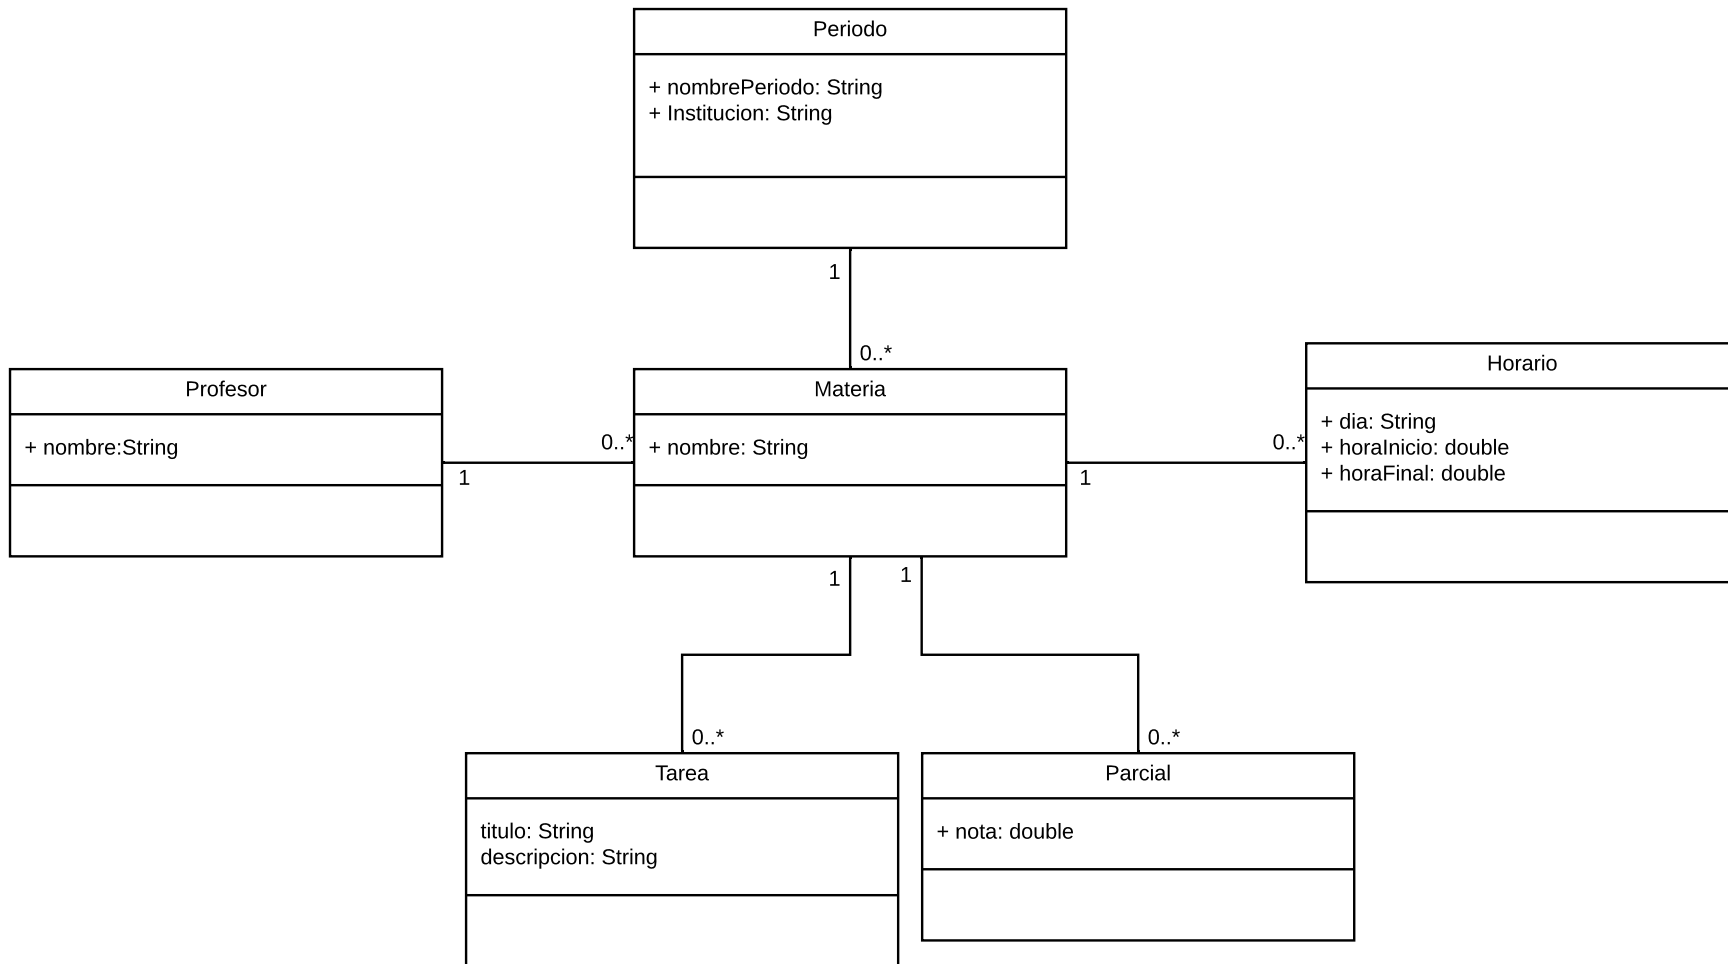 Periodo
+ nombrePeriodo: String
+ Institucion: String
1
0..*
Profesor
+ nombre:String
1
0..*
Materia
+ nombre: String
1
0..*
Horario
+ dia: String
+ horaInicio: double
+ horaFinal: double
1
1
0..*
0..*
Tarea
titulo: String
descripcion: String
Parcial
+ nota: double